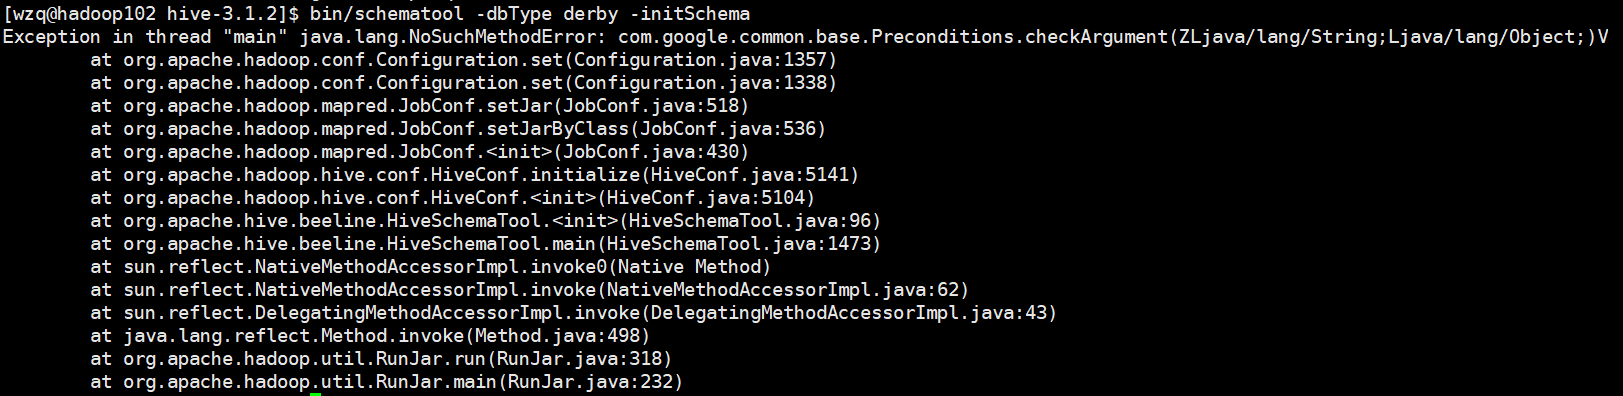 [wzq@hadoop102 hive-3.1.2]$ bin/schematool -dbType derby -initSchema
Exception in thread "main" java.lang.NoSuchMethodError: com.google.common.base.Preconditions.checkArgument(ZLjava/lang/String;Ljava/lang/Object;)V
        at org.apache.hadoop.conf.Configuration.set(Configuration.java:1357)
        at org.apache.hadoop.conf.Configuration.set(Configuration.java:1338)
        at org.apache.hadoop.mapred.JobConf.setJar(JobConf.java:518)
        at org.apache.hadoop.mapred.JobConf.setJarByClass(JobConf.java:536)
        at org.apache.hadoop.mapred.JobConf.<init>(JobConf.java:430)
        at org.apache.hadoop.hive.conf.HiveConf.initialize(HiveConf.java:5141)
        at org.apache.hadoop.hive.conf.HiveConf.<init>(HiveConf.java:5104)
        at org.apache.hive.beeline.HiveSchemaTool.<init>(HiveSchemaTool.java:96)
        at org.apache.hive.beeline.HiveSchemaTool.main(HiveSchemaTool.java:1473)
        at sun.reflect.NativeMethodAccessorImpl.invoke0(Native Method)
        at sun.reflect.NativeMethodAccessorImpl.invoke(NativeMethodAccessorImpl.java:62)
        at sun.reflect.DelegatingMethodAccessorImpl.invoke(DelegatingMethodAccessorImpl.java:43)
        at java.lang.reflect.Method.invoke(Method.java:498)
        at org.apache.hadoop.util.RunJar.run(RunJar.java:318)
        at org.apache.hadoop.util.RunJar.main(RunJar.java:232)